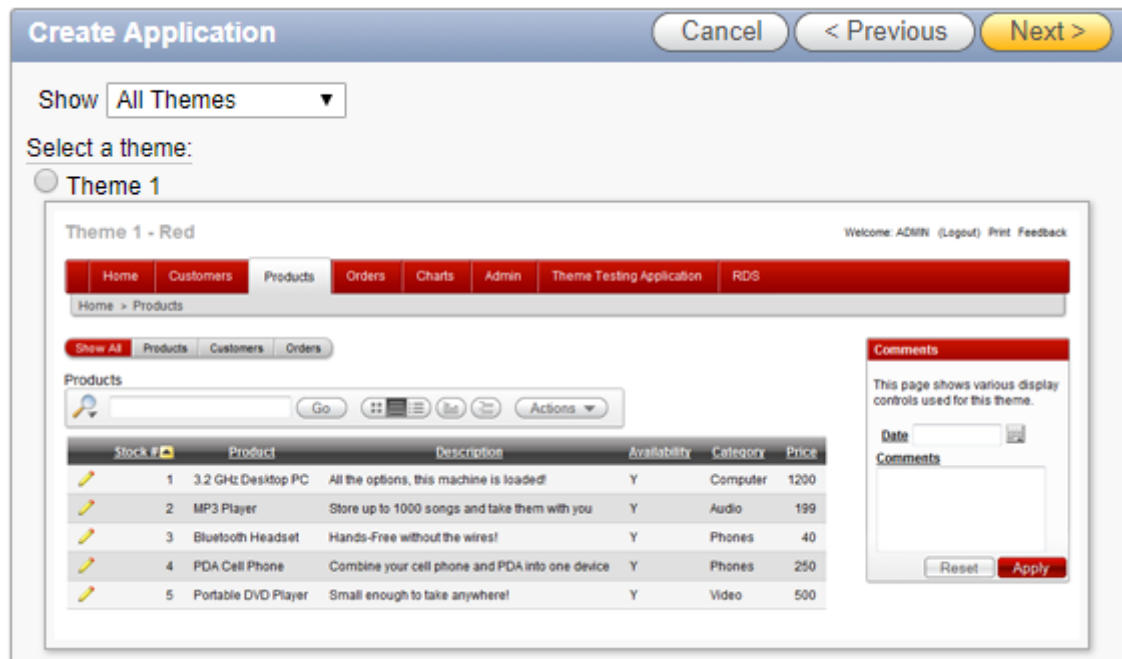 Create Application Cancel < Previous Next >
Show All Themes
Select a theme:
Theme 1
Theme 1 - Red Welcome: ADMIN (Logout) Print Feedback
Home Customers Products Orders Charts Admin Theme Testing Application RDS
Home > Products
Show All Products Customers Orders
Products
Go Actions
Stock # Product Description Availability Category Price
1 3.2 GHz Desktop PC All the options, this machine is loaded! Y Computer 1200
2 MP3 Player Store up to 1000 songs and take them with you Y Audio 199
3 Bluetooth Headset Hands-Free without the wires! Y Phones 40
4 PDA Cell Phone Combine your cell phone and PDA into one device Y Phones 250
5 Portable DVD Player Small enough to take anywhere! Y Video 500
Comments
This page shows various display
controls used for this theme.
Date
Comments
Reset Apply